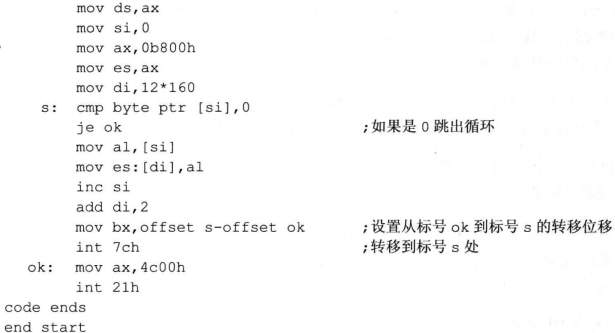 mov ds,ax
mov si,0
mov ax,0b800h
mov es,ax
mov di,12*160
s: cmp byte ptr [si],0
je ok ;如果是 0 跳出循环
mov al,[si]
mov es:[di],al
inc si
add di,2
mov bx,offset s-offset ok ;设置从标号 ok 到标号 s 的转移位移
int 7ch ;转移到标号 s 处
ok: mov ax,4c00h
int 21h
code ends
end start